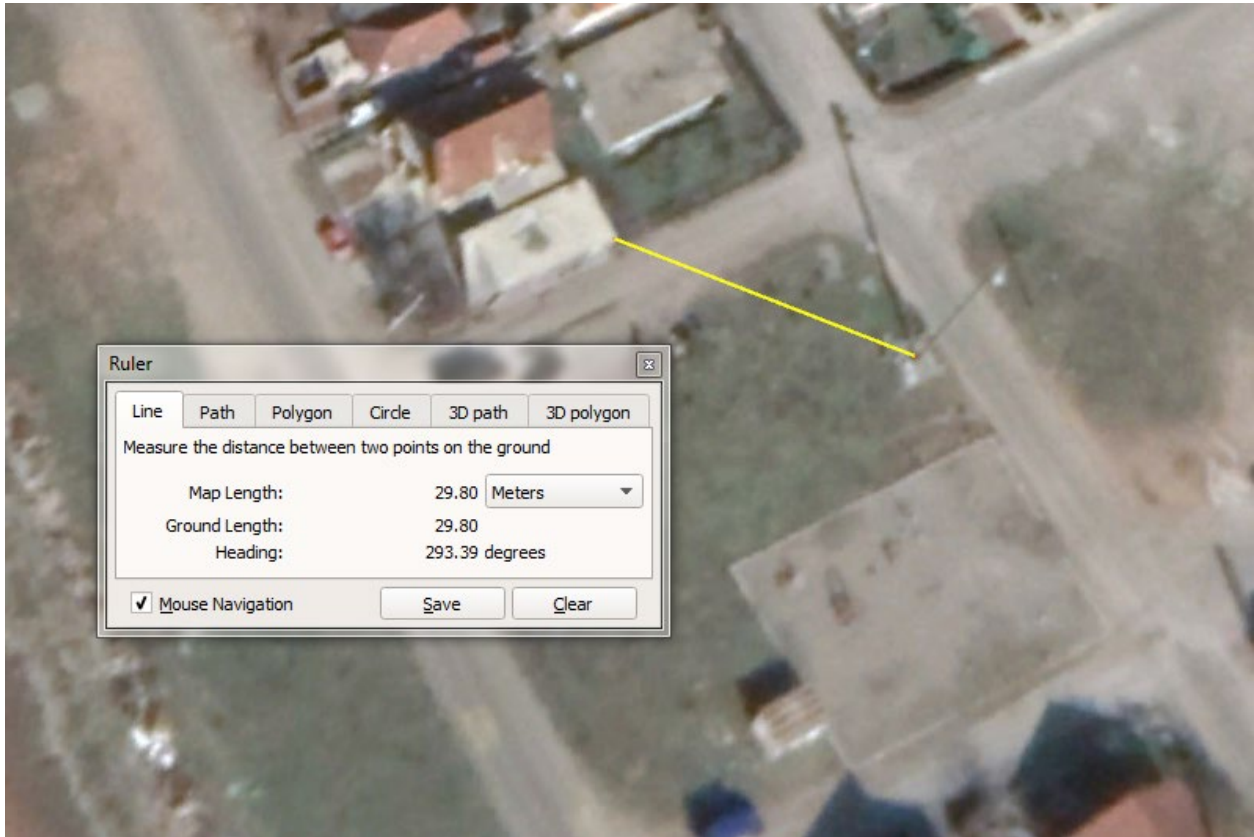 Ruler
Line Path Polygon Circle 3D path 3D polygon
Measure the distance between two points on the ground
Map Length: 29.80 Meters
Ground Length: 29.80
Heading: 293.39 degrees
Mouse Navigation Save Clear